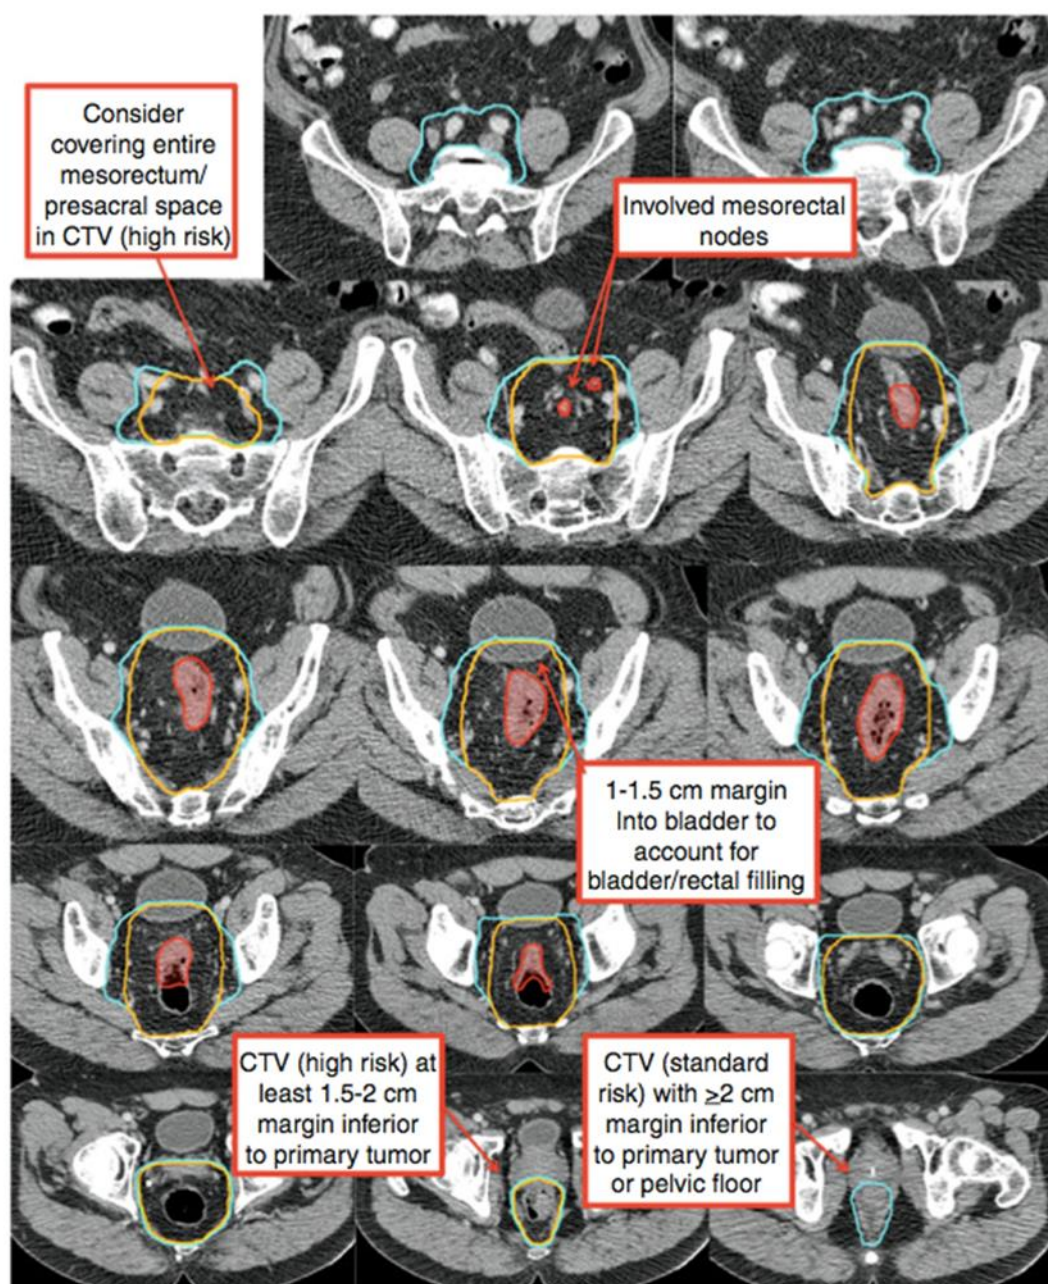 Consider
covering entire
mesorectum/
presacral space
in CTV (high risk)
Involved mesorectal
nodes
1-1.5 cm margin
Into bladder to
account for
bladder/rectal filling
CTV (high risk) at
least 1.5-2 cm
margin inferior
to primary tumor
CTV (standard
risk) with ≥2 cm
margin inferior
to primary tumor
or pelvic floor